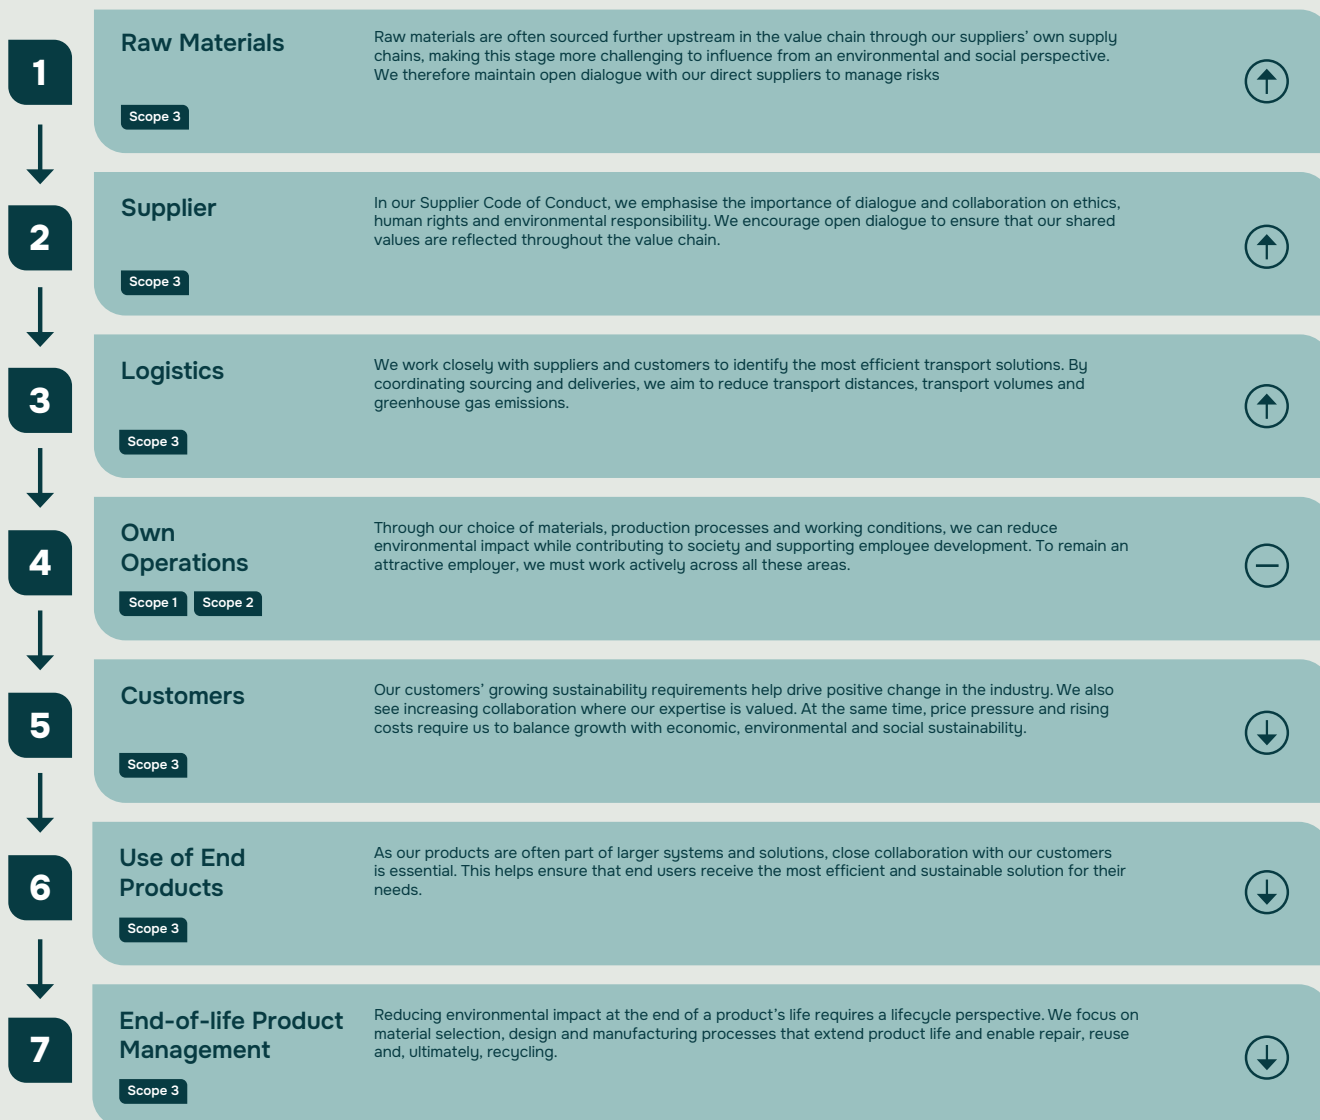 1
Raw Materials
Raw materials are often sourced further upstream in the value chain through our suppliers’ own supply
chains, making this stage more challenging to influence from an environmental and social perspective.
We therefore maintain open dialogue with our direct suppliers to manage risks
Scope 3
2
Supplier
In our Supplier Code of Conduct, we emphasise the importance of dialogue and collaboration on ethics,
human rights and environmental responsibility. We encourage open dialogue to ensure that our shared
values are reflected throughout the value chain.
Scope 3
3
Logistics
We work closely with suppliers and customers to identify the most efficient transport solutions. By
coordinating sourcing and deliveries, we aim to reduce transport distances, transport volumes and
greenhouse gas emissions.
Scope 3
4
Own
Operations
Through our choice of materials, production processes and working conditions, we can reduce
environmental impact while contributing to society and supporting employee development. To remain an
attractive employer, we must work actively across all these areas.
Scope 1 Scope 2
5
Customers
Our customers’ growing sustainability requirements help drive positive change in the industry. We also
see increasing collaboration where our expertise is valued. At the same time, price pressure and rising
costs require us to balance growth with economic, environmental and social sustainability.
Scope 3
6
Use of End
Products
As our products are often part of larger systems and solutions, close collaboration with our customers
is essential. This helps ensure that end users receive the most efficient and sustainable solution for their
needs.
Scope 3
7
End-of-life Product
Management
Reducing environmental impact at the end of a product’s life requires a lifecycle perspective. We focus on
material selection, design and manufacturing processes that extend product life and enable repair, reuse
and, ultimately, recycling.
Scope 3